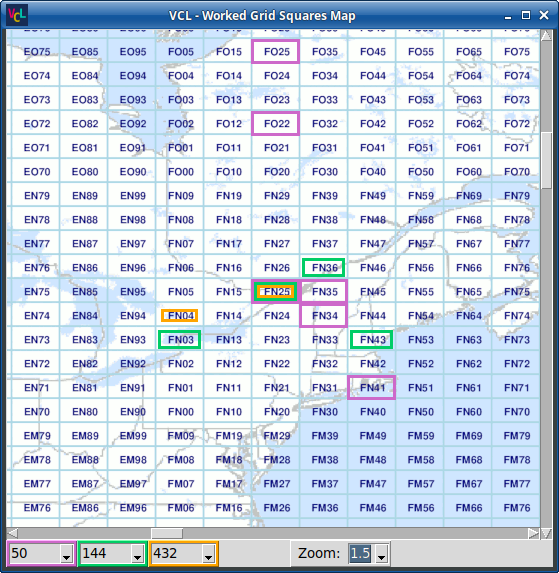 VCL - Worked Grid Squares Map
EO75 EO85 EO95 FO05 FO15 FO25 FO35 FO45 FO55 FO65 FO75
EO74 EO84 EO94 FO04 FO14 FO24 FO34 FO44 FO54 FO64 FO74
EO73 EO83 EO93 FO03 FO13 FO23 FO33 FO43 FO53 FO63 FO73
EO72 EO82 EO92 FO02 FO12 FO22 FO32 FO42 FO52 FO62 FO72
EO71 EO81 EO91 FO01 FO11 FO21 FO31 FO41 FO51 FO61 FO71
EO70 EO80 EO90 FO00 FO10 FO20 FO30 FO40 FO50 FO60 FO70
EN79 EN89 EN99 FN09 FN19 FN29 FN39 FN49 FN59 FN69 FN79
EN78 EN88 EN98 FN08 FN18 FN28 FN38 FN48 FN58 FN68 FN78
EN77 EN87 EN97 FN07 FN17 FN27 FN37 FN47 FN57 FN67 FN77
EN76 EN86 EN96 FN06 FN16 FN26 FN36 FN46 FN56 FN66 FN76
EN75 EN85 EN95 FN05 FN15 FN25 FN35 FN45 FN55 FN65 FN75
EN74 EN84 EN94 FN04 FN14 FN24 FN34 FN44 FN54 FN64 FN74
EN73 EN83 EN93 FN03 FN13 FN23 FN33 FN43 FN53 FN63 FN73
EN72 EN82 EN92 FN02 FN12 FN22 FN32 FN42 FN52 FN62 FN72
EN71 EN81 EN91 FN01 FN11 FN21 FN31 FN41 FN51 FN61 FN71
EN70 EN80 EN90 FN00 FN10 FN20 FN30 FN40 FN50 FN60 FN70
EM79 EM89 EM99 FM09 FM19 FM29 FM39 FM49 FM59 FM69 FM79
EM78 EM88 EM98 FM08 FM18 FM28 FM38 FM48 FM58 FM68 FM78
EM77 EM87 EM97 FM07 FM17 FM27 FM37 FM47 FM57 FM67 FM77
EM76 EM86 EM96 FM06 FM16 FM26 FM36 FM46 FM56 FM66 FM76
50 144 432 Zoom: 1.5